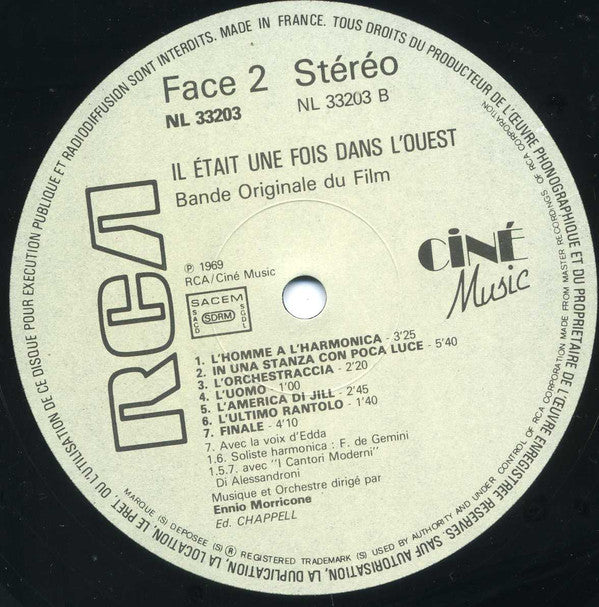 DROITS D'UTILISATION DE CE DISQUE POUR EXECUTION PUBLIQUE ET RADIODIFFUSION SONT INTERDITS. MADE IN FRANCE. TOUS DROITS DU PRODUCTEUR DE L'ŒUVRE PHONOGRAPHIQUE ET DU PROPRIETAIRE DE L'ŒUVRE ENREGISTREE RESERVES. SAUF AUTORISATION, LA DUPLICATION, LA LOCATION, LE PRET, OU L'UTILISATION
Face 2 Stéréo
NL 33203 NL 33203 B
IL ÉTAIT UNE FOIS DANS L'OUEST
Bande Originale du Film
RCA
CINÉ
Music
Ⓟ 1969
RCA/Ciné Music
SACEM
SACD
SDRM
SGDL
1. L'HOMME A L'HARMONICA - 3'25
2. IN UNA STANZA CON POCA LUCE - 5'40
3. L'ORCHESTRACCIA - 2'20
4. L'UOMO - 1'00
5. L'AMERICA DI JILL - 2'45
6. L'ULTIMO RANTOLO - 1'40
7. FINALE - 4'10
7. Avec la voix d'Edda
1.6. Soliste harmonica : F. de Gemini
1.5.7. avec "I Cantori Moderni"
Di Alessandroni
Musique et Orchestre dirigé par
Ennio Morricone
Ed. CHAPPELL
MARQUE (S) DEPOSEE (S) ® REGISTERED TRADEMARK (S) USED BY AUTHORITY AND UNDER CONTROL OF RCA CORPORATION MADE FROM MASTER RECORDINGS OF RCA CORPORATION